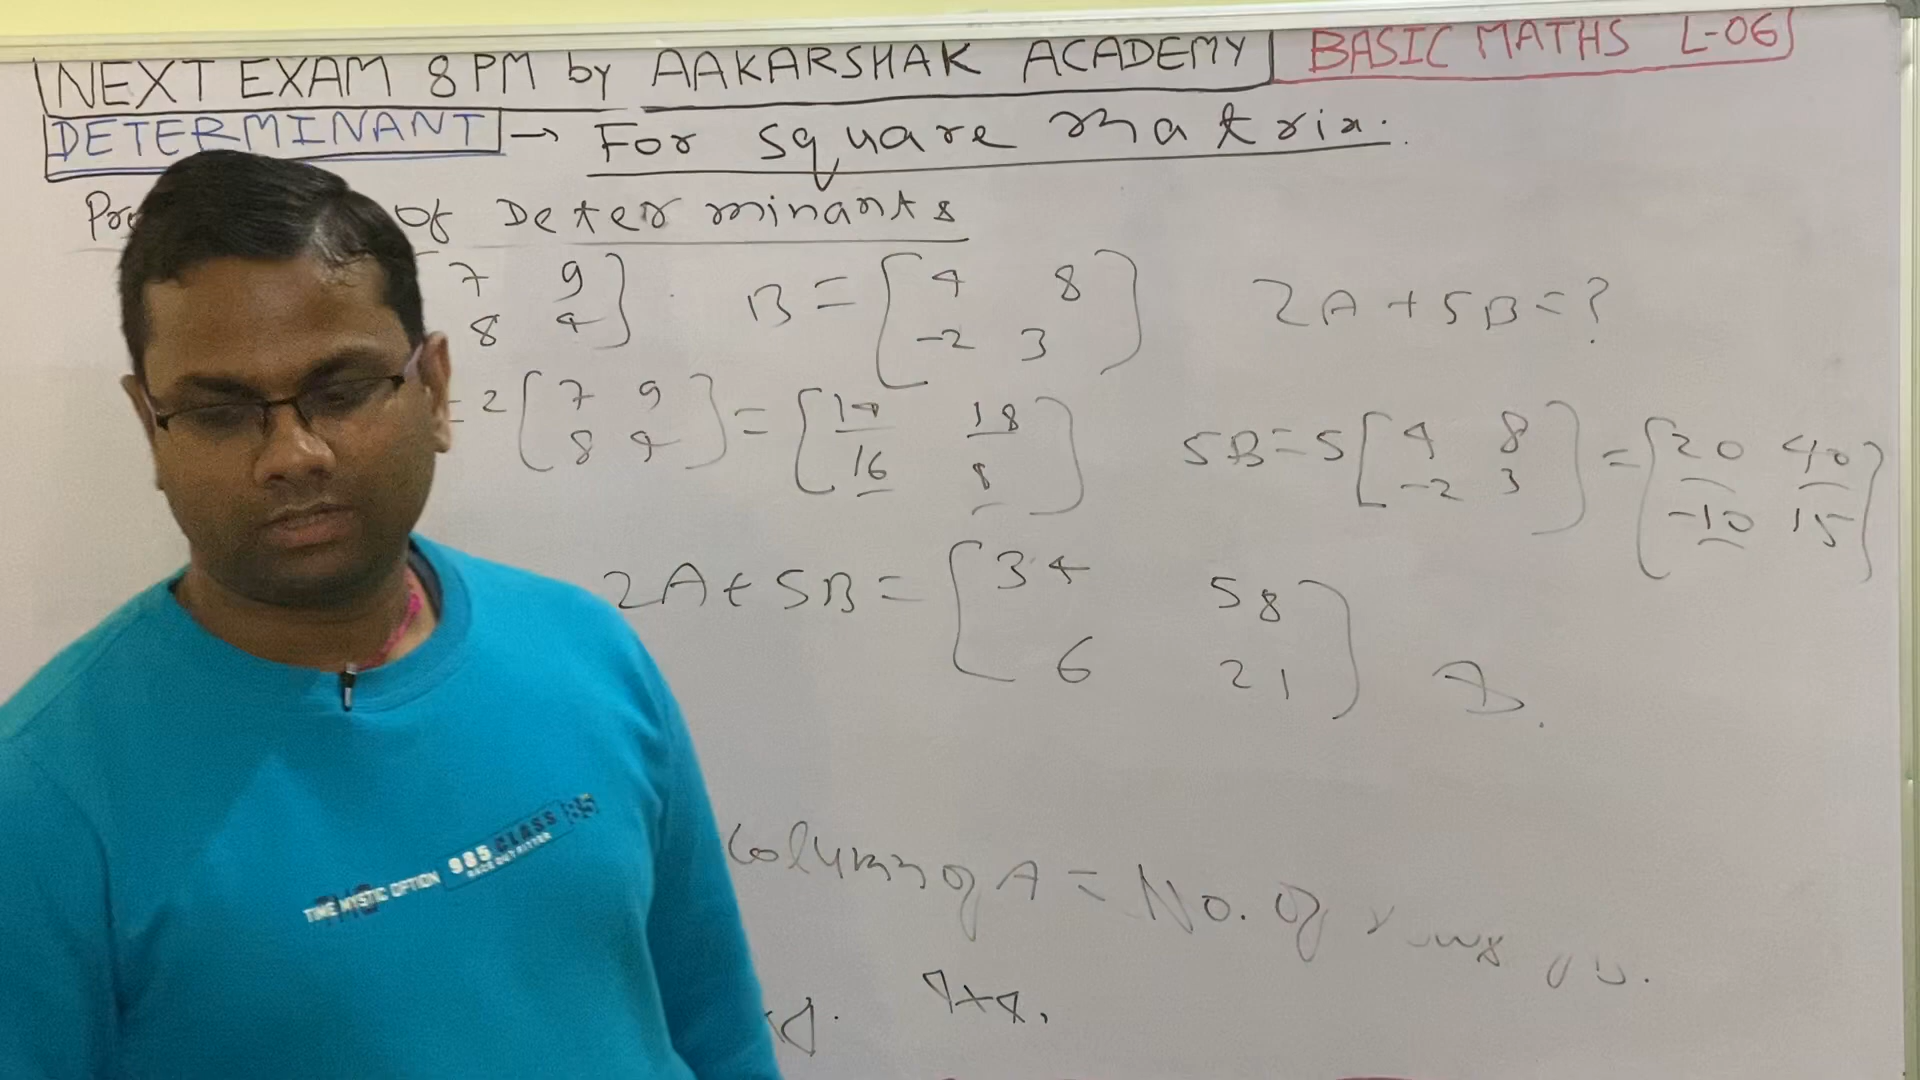 NEXT EXAM 8 PM by AAKARSHAK ACADEMY BASIC MATHS L-06
DETERMINANT → For square matrix.
of Determinants
7 9 B = [ 4 8 2A + 5B = ?
8 4 ] -2 3 ]
= 2 [ 7 9 = [ 14 18 5B = 5 [ 4 8 = [ 20 40
8 4 ] 16 8 ] -2 3 ] -10 15 ]
2A + 5B = [ 34 58
6 21 ]
Column of A = No. of rows
4×4.
TIME MYSTIC OPTION 985 CLASS